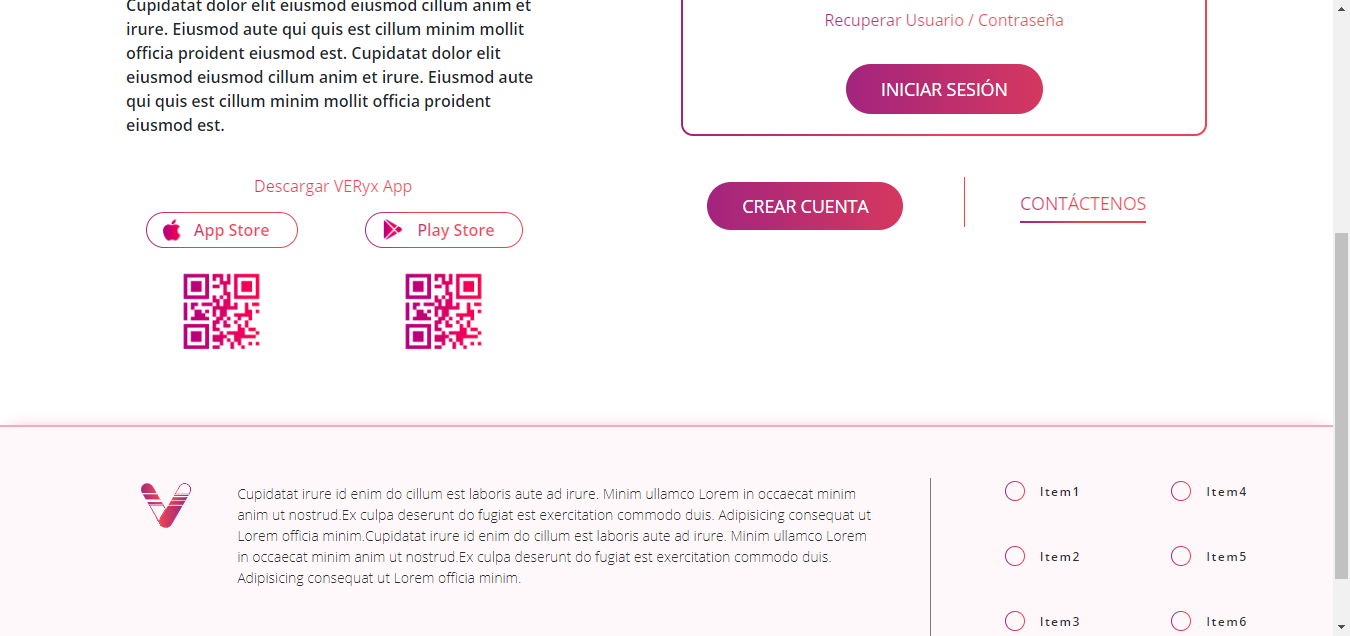 Cupidatat dolor elit eiusmod eiusmod cillum anim et
irure. Eiusmod aute qui quis est cillum minim mollit
officia proident eiusmod est. Cupidatat dolor elit
eiusmod eiusmod cillum anim et irure. Eiusmod aute
qui quis est cillum minim mollit officia proident
eiusmod est.
Descargar VERyx App
App Store
Play Store
Recuperar Usuario / Contraseña
INICIAR SESIÓN
CREAR CUENTA
CONTÁCTENOS
Cupidatat irure id enim do cillum est laboris aute ad irure. Minim ullamco Lorem in occaecat minim
anim ut nostrud.Ex culpa deserunt do fugiat est exercitation commodo duis. Adipisicing consequat ut
Lorem officia minim.Cupidatat irure id enim do cillum est laboris aute ad irure. Minim ullamco Lorem
in occaecat minim anim ut nostrud.Ex culpa deserunt do fugiat est exercitation commodo duis.
Adipisicing consequat ut Lorem officia minim.
Item1
Item4
Item2
Item5
Item3
Item6